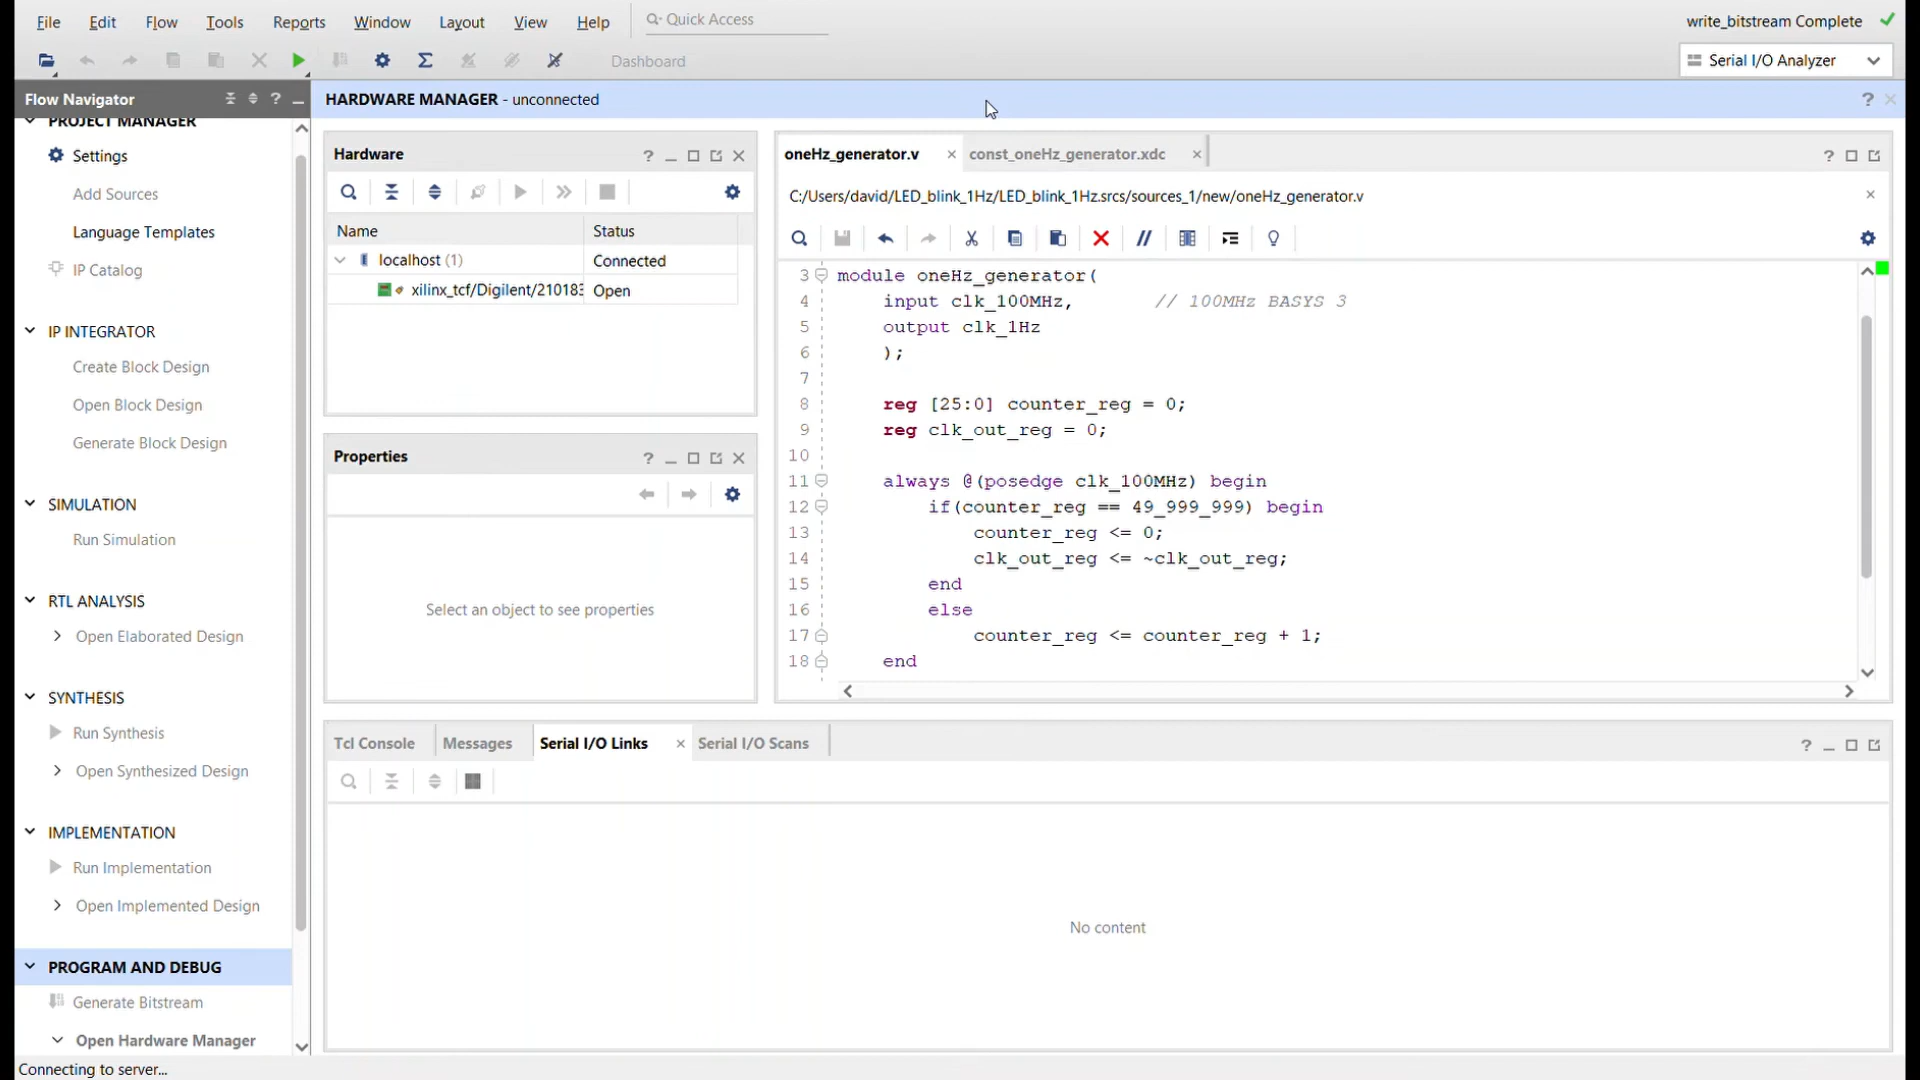 File Edit Flow Tools Reports Window Layout View Help Quick Access write_bitstream Complete
Dashboard Serial I/O Analyzer
Flow Navigator
HARDWARE MANAGER - unconnected
PROJECT MANAGER
Settings
Add Sources
Language Templates
IP Catalog
IP INTEGRATOR
Create Block Design
Open Block Design
Generate Block Design
SIMULATION
Run Simulation
RTL ANALYSIS
Open Elaborated Design
SYNTHESIS
Run Synthesis
Open Synthesized Design
IMPLEMENTATION
Run Implementation
Open Implemented Design
PROGRAM AND DEBUG
Generate Bitstream
Open Hardware Manager
Hardware
Name Status
localhost (1) Connected
xilinx_tcf/Digilent/210183 Open
Properties
Select an object to see properties
oneHz_generator.v const_oneHz_generator.xdc
C:/Users/david/LED_blink_1Hz/LED_blink_1Hz.srcs/sources_1/new/oneHz_generator.v
3 module oneHz_generator(
4 input clk_100MHz, // 100MHz BASYS 3
5 output clk_1Hz
6 );
7
8 reg [25:0] counter_reg = 0;
9 reg clk_out_reg = 0;
10
11 always @(posedge clk_100MHz) begin
12 if(counter_reg == 49_999_999) begin
13 counter_reg <= 0;
14 clk_out_reg <= ~clk_out_reg;
15 end
16 else
17 counter_reg <= counter_reg + 1;
18 end
Tcl Console Messages Serial I/O Links Serial I/O Scans
No content
Connecting to server...